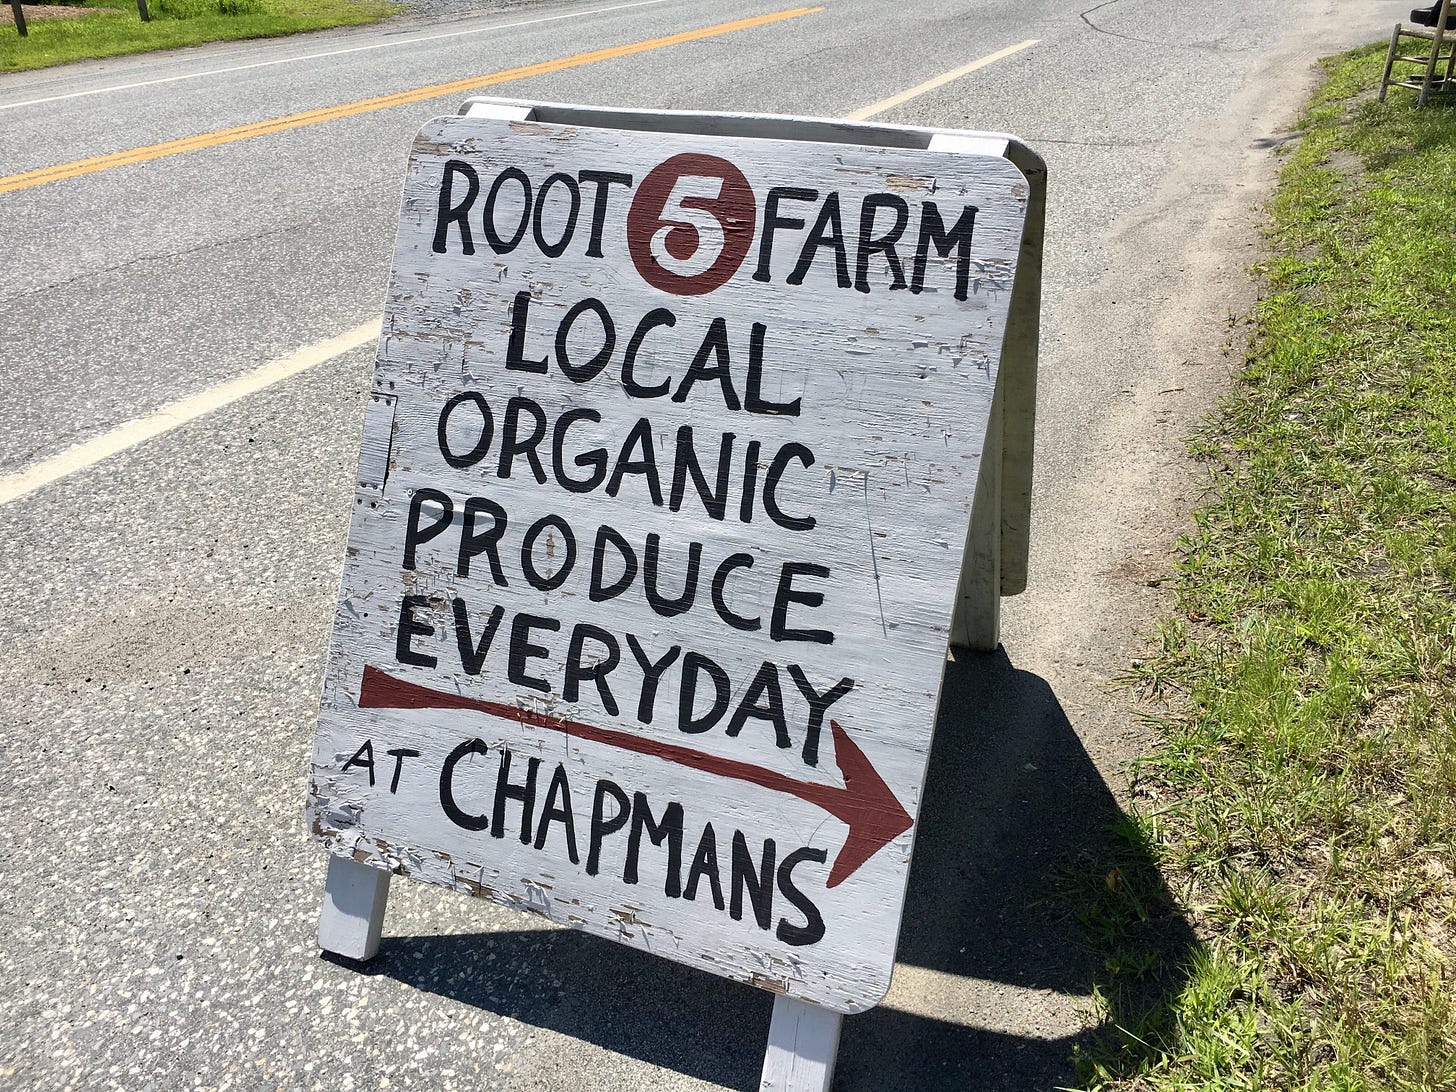 ROOT 5 FARM
LOCAL
ORGANIC
PRODUCE
EVERYDAY
AT CHAPMANS